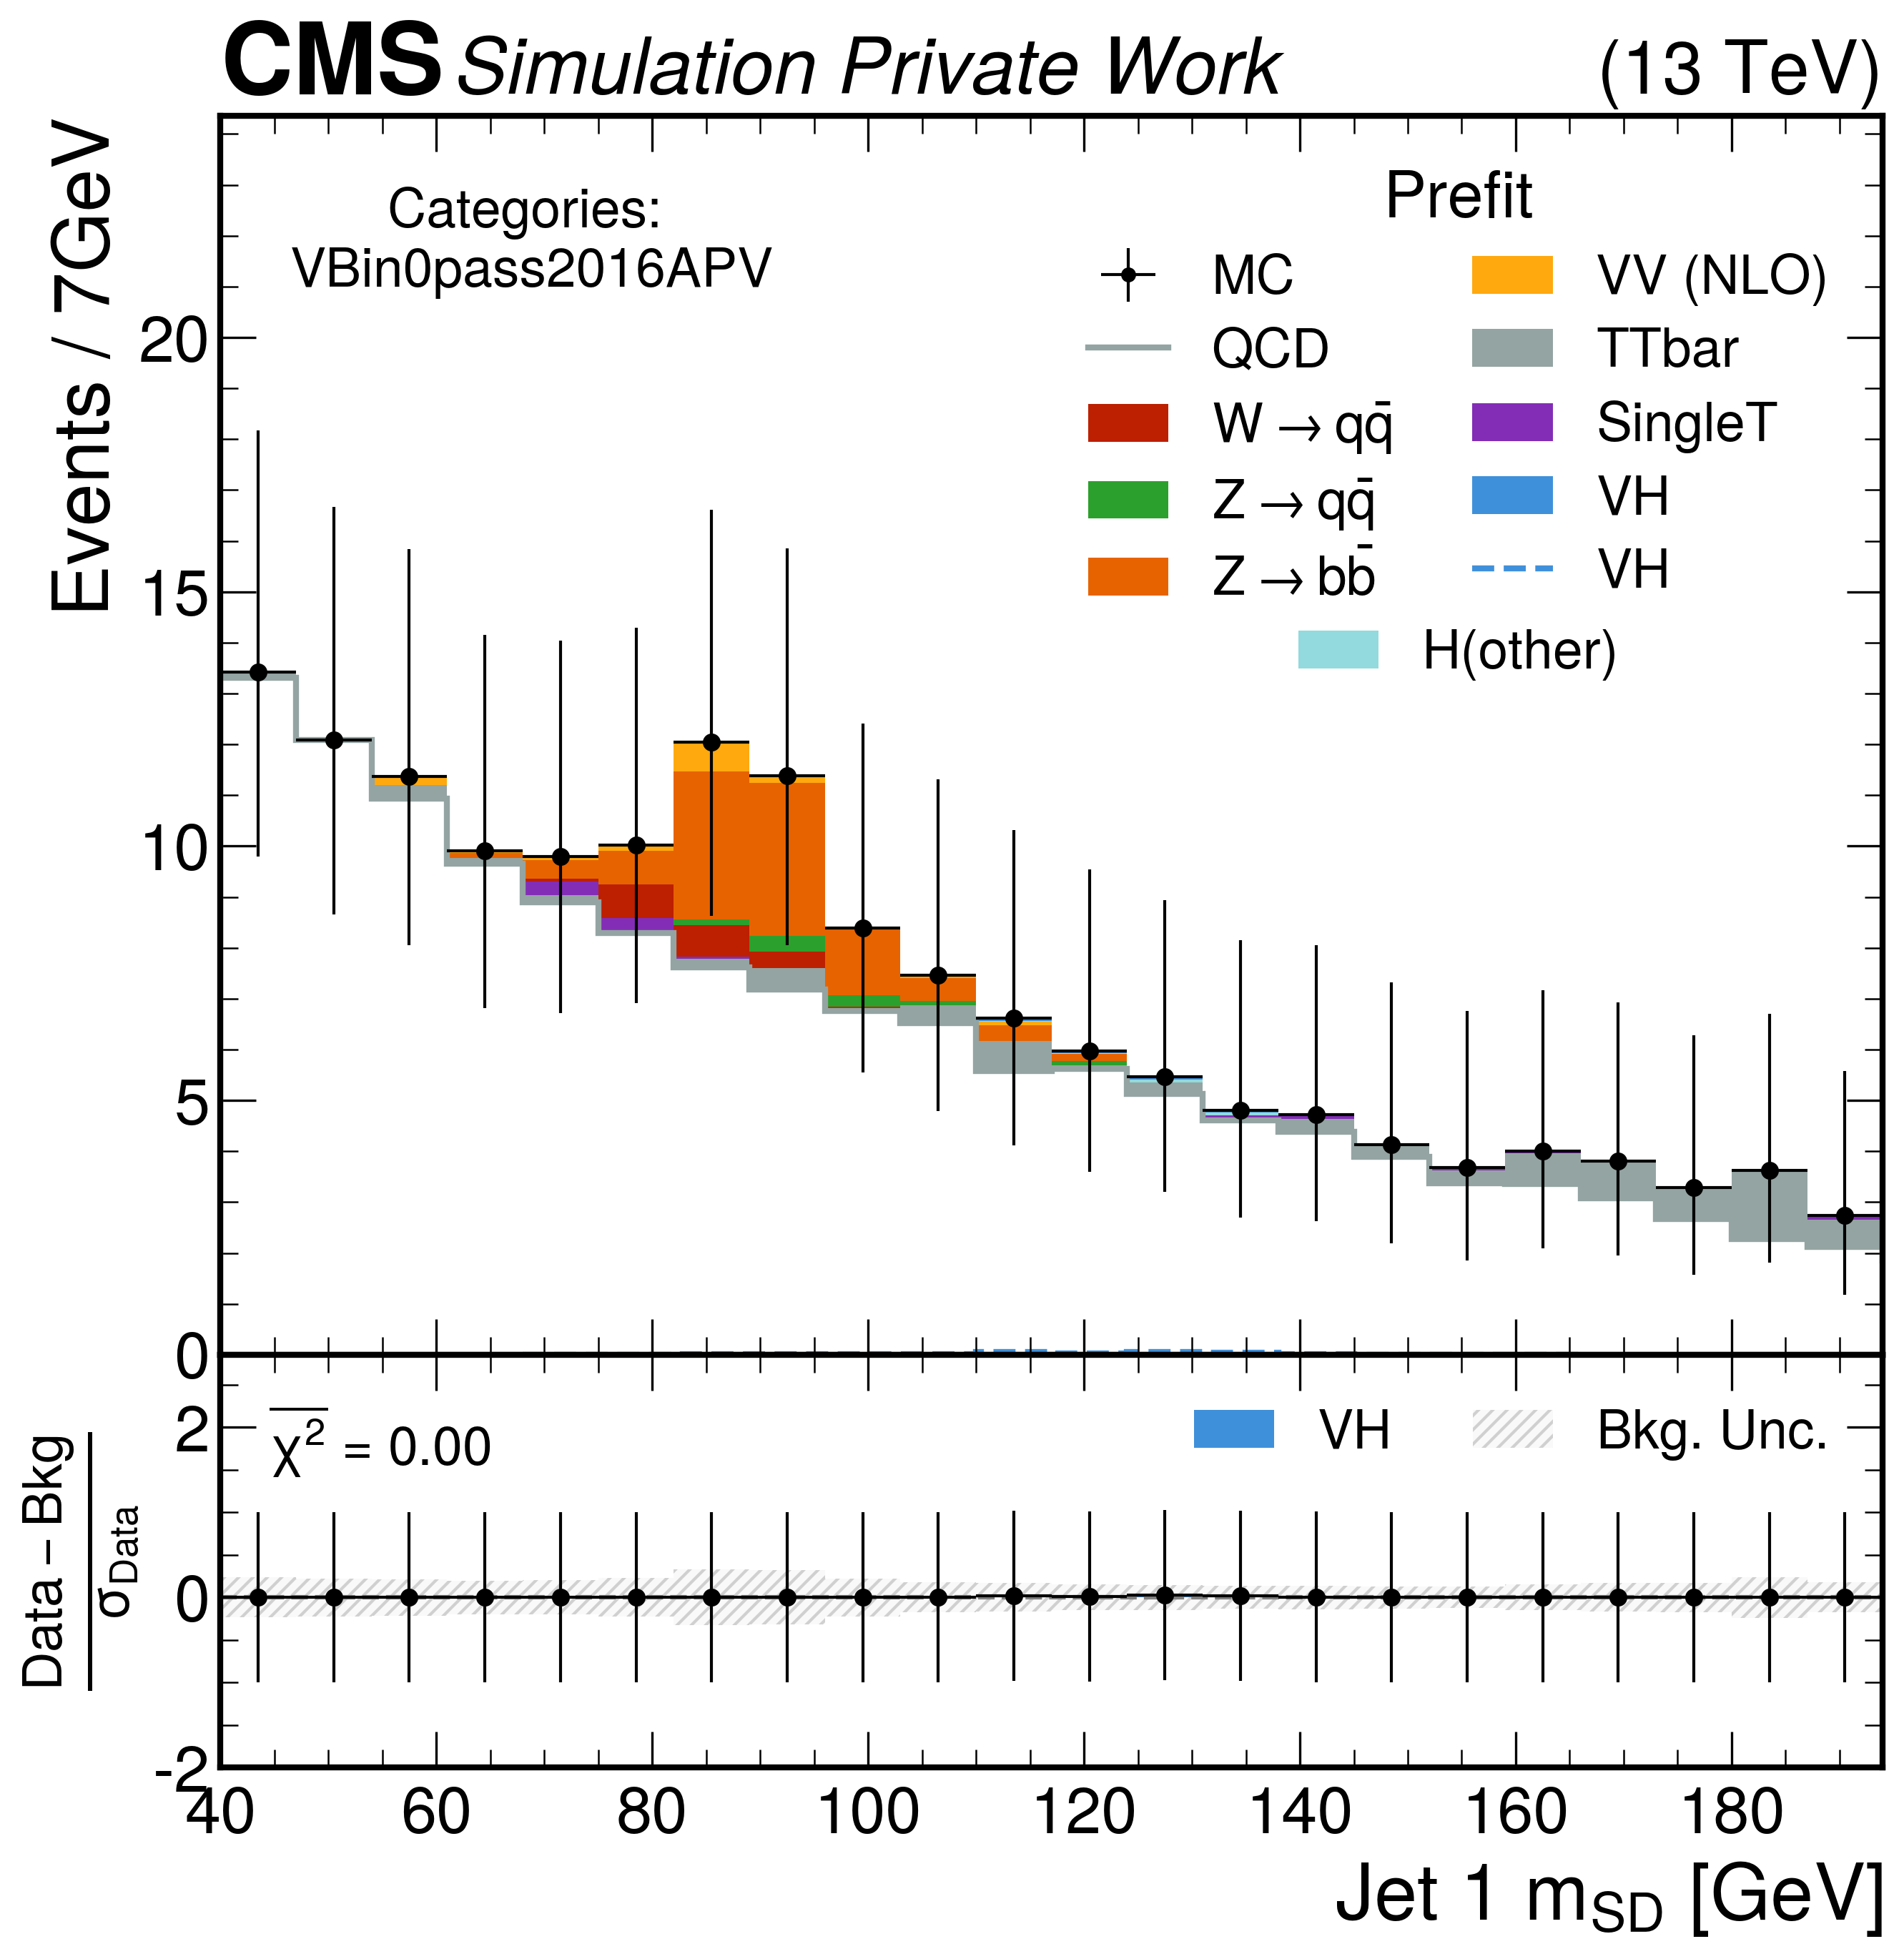 CMS Simulation Private Work (13 TeV)
Events / 7GeV
Categories:
VBin0pass2016APV
Prefit
MC
QCD
W → qq̄
Z → qq̄
Z → bb̄
VV (NLO)
TTbar
SingleT
VH
VH
H(other)
20
15
10
5
0
Data – Bkg
σData
χ² = 0.00
VH
Bkg. Unc.
2
0
-2
40 60 80 100 120 140 160 180
Jet 1 mSD [GeV]